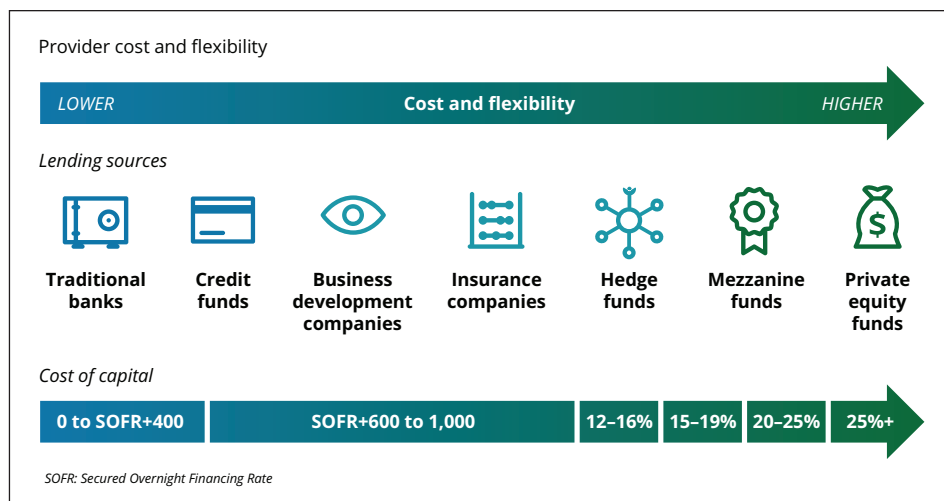 Provider cost and flexibility
LOWER Cost and flexibility HIGHER
Lending sources
Traditional
banks
Credit
funds
Business
development
companies
Insurance
companies
Hedge
funds
Mezzanine
funds
$
Private
equity
funds
Cost of capital
0 to SOFR+400 SOFR+600 to 1,000 12–16% 15–19% 20–25% 25%+
SOFR: Secured Overnight Financing Rate